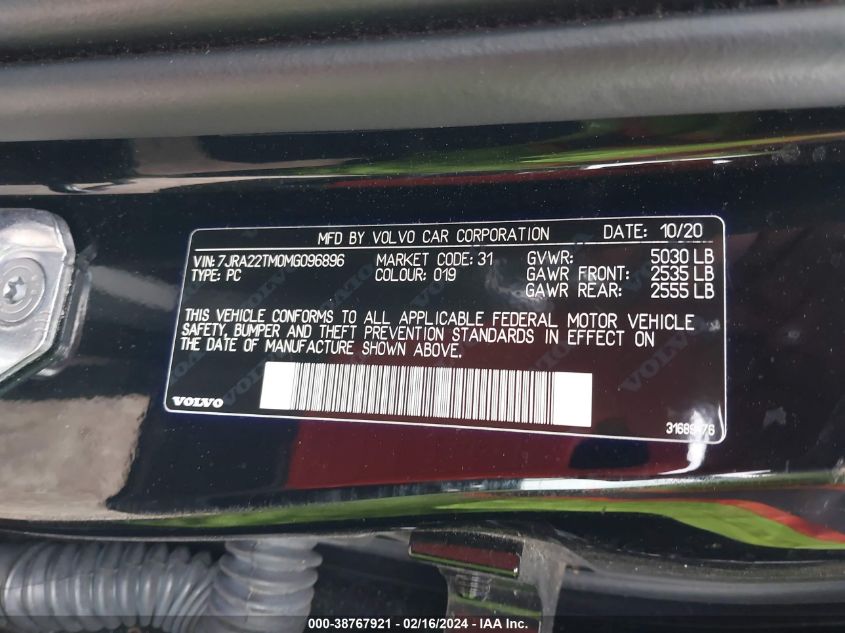 MFD BY VOLVO CAR CORPORATION DATE: 10/20
VIN: 7JRA22TM0MG096896 MARKET CODE: 31 GVWR: 5030 LB
TYPE: PC COLOUR: 019 GAWR FRONT: 2535 LB
GAWR REAR: 2555 LB
THIS VEHICLE CONFORMS TO ALL APPLICABLE FEDERAL MOTOR VEHICLE
SAFETY, BUMPER AND THEFT PREVENTION STANDARDS IN EFFECT ON
THE DATE OF MANUFACTURE SHOWN ABOVE.
VOLVO
000-38767921 - 02/16/2024 - IAA Inc.